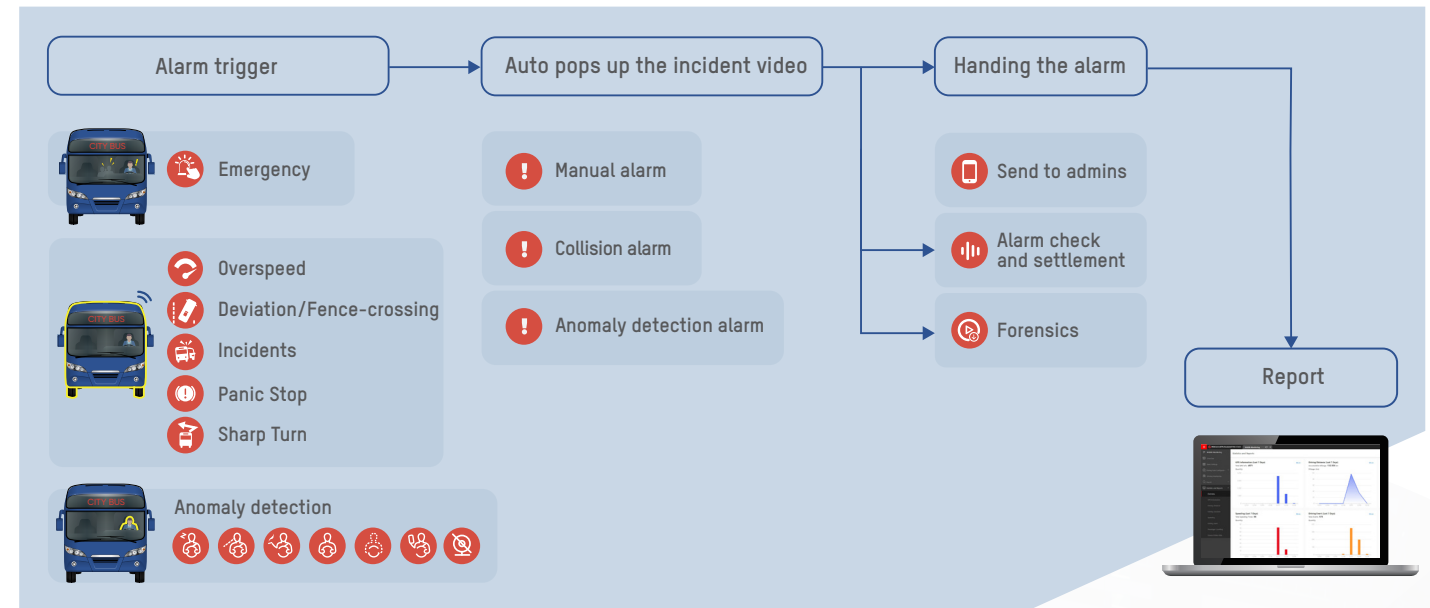 Alarm trigger
Auto pops up the incident video
Handing the alarm
CITY BUS
Emergency
CITY BUS
Overspeed
Deviation/Fence-crossing
Incidents
Panic Stop
Sharp Turn
CITY BUS
Anomaly detection
Manual alarm
Collision alarm
Anomaly detection alarm
Send to admins
Alarm check
and settlement
Forensics
Report